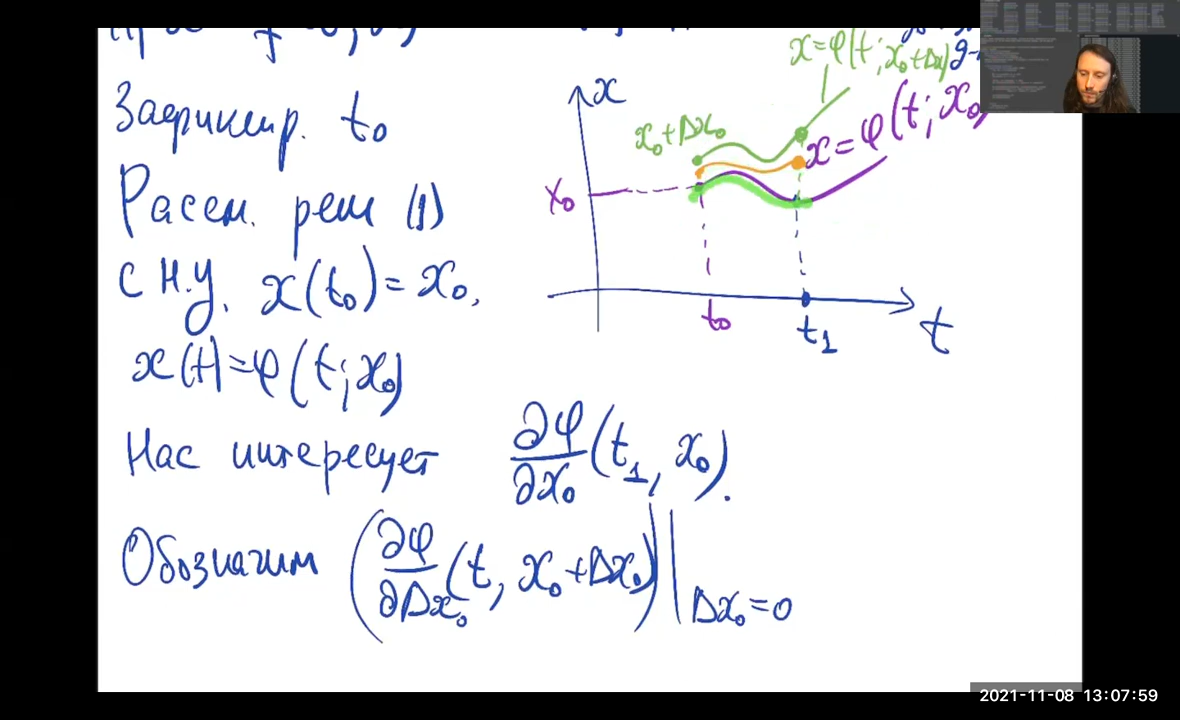 x=φ(t; x₀+Δx₀)
Зафиксир. t₀
x
x₀+Δx₀
x=φ(t; x₀)
Рассм. реш (1)
x₀
с н.у. x(t₀)=x₀,
t₀
t₁
t
x(t)=φ(t; x₀)
Нас интересует ∂φ/∂x₀ (t₁, x₀).
Обозначим (∂φ/∂Δx₀ (t, x₀+Δx₀))|Δx₀=0
2021-11-08 13:07:59